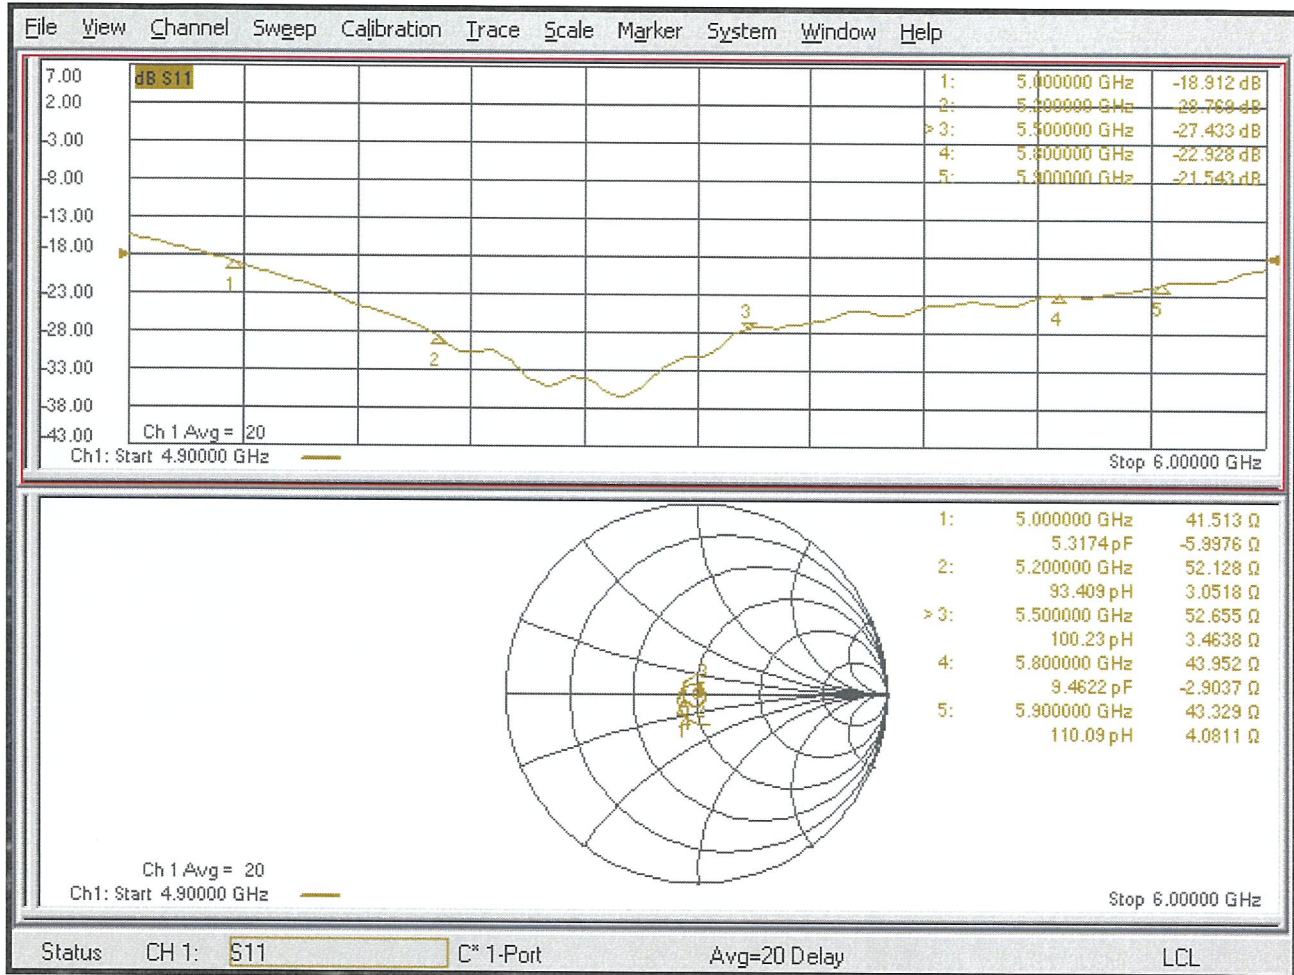 File View Channel Sweep Calibration Trace Scale Marker System Window Help
7.00
2.00
-3.00
-8.00
-13.00
-18.00
-23.00
-28.00
-33.00
-38.00
-43.00
dB S11
1: 5.000000 GHz -18.912 dB
2: 5.200000 GHz -28.769 dB
> 3: 5.500000 GHz -27.433 dB
4: 5.800000 GHz -22.928 dB
5: 5.900000 GHz -21.543 dB
1
2
3
4
5
Ch 1 Avg = 20
Ch1: Start 4.90000 GHz
Stop 6.00000 GHz
1: 5.000000 GHz 41.513 Ω
5.3174 pF -5.9976 Ω
2: 5.200000 GHz 52.128 Ω
93.409 pH 3.0518 Ω
> 3: 5.500000 GHz 52.655 Ω
100.23 pH 3.4638 Ω
4: 5.800000 GHz 43.952 Ω
9.4622 pF -2.9037 Ω
5: 5.900000 GHz 43.329 Ω
110.09 pH 4.0811 Ω
Ch 1 Avg = 20
Ch1: Start 4.90000 GHz
Stop 6.00000 GHz
Status CH 1: S11 C* 1-Port Avg=20 Delay LCL